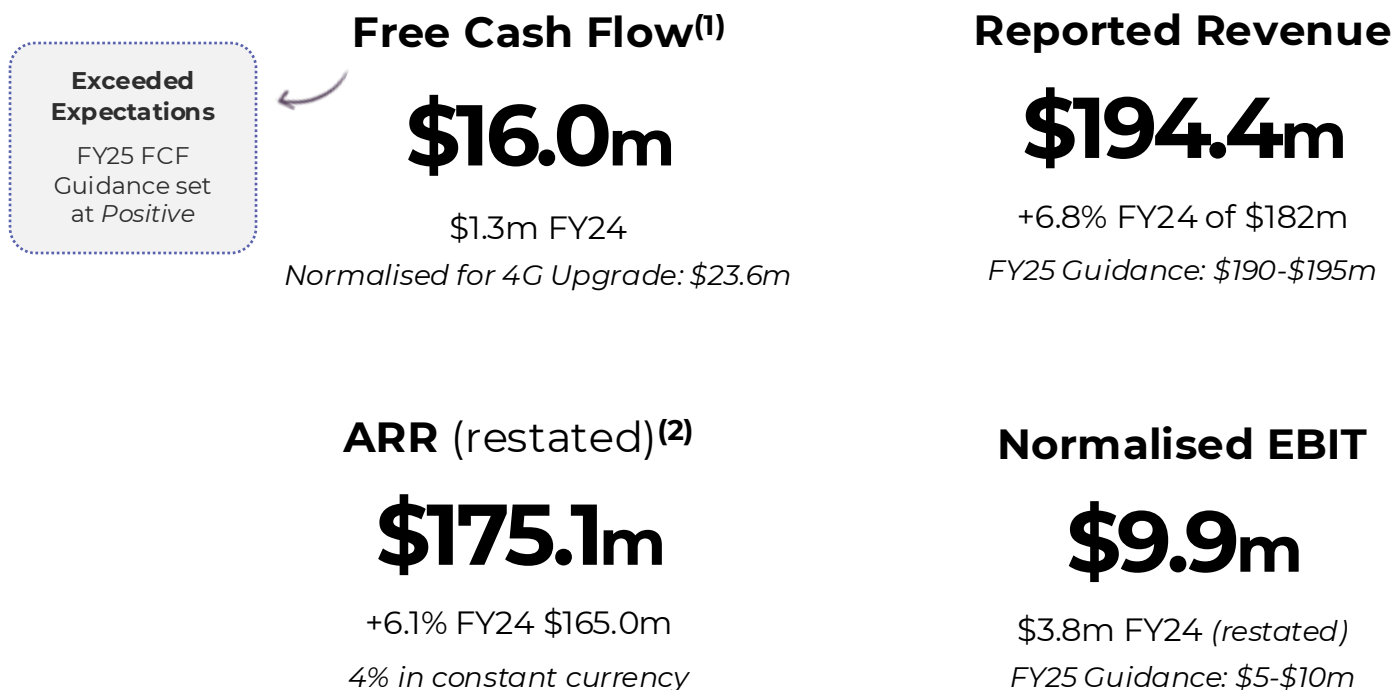 Free Cash Flow(1)
Exceeded
Expectations
FY25 FCF
Guidance set
at Positive
$16.0m
$1.3m FY24
Normalised for 4G Upgrade: $23.6m
Reported Revenue
$194.4m
+6.8% FY24 of $182m
FY25 Guidance: $190-$195m
ARR (restated)(2)
$175.1m
+6.1% FY24 $165.0m
4% in constant currency
Normalised EBIT
$9.9m
$3.8m FY24 (restated)
FY25 Guidance: $5-$10m